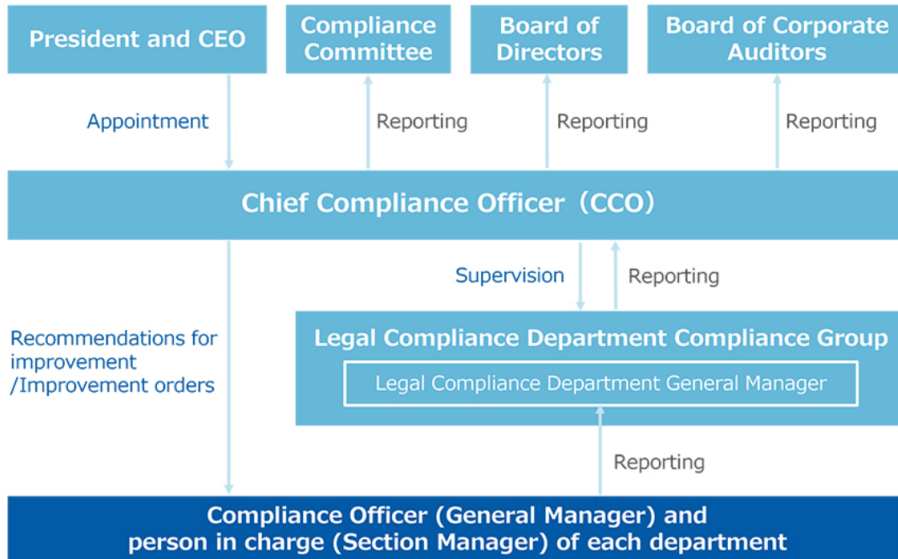 President and CEO
Compliance
Committee
Board of
Directors
Board of Corporate
Auditors
Appointment
Reporting
Reporting
Reporting
Chief Compliance Officer（CCO）
Supervision
Reporting
Recommendations for
improvement
/Improvement orders
Legal Compliance Department Compliance Group
Legal Compliance Department General Manager
Reporting
Compliance Officer (General Manager) and
person in charge (Section Manager) of each department